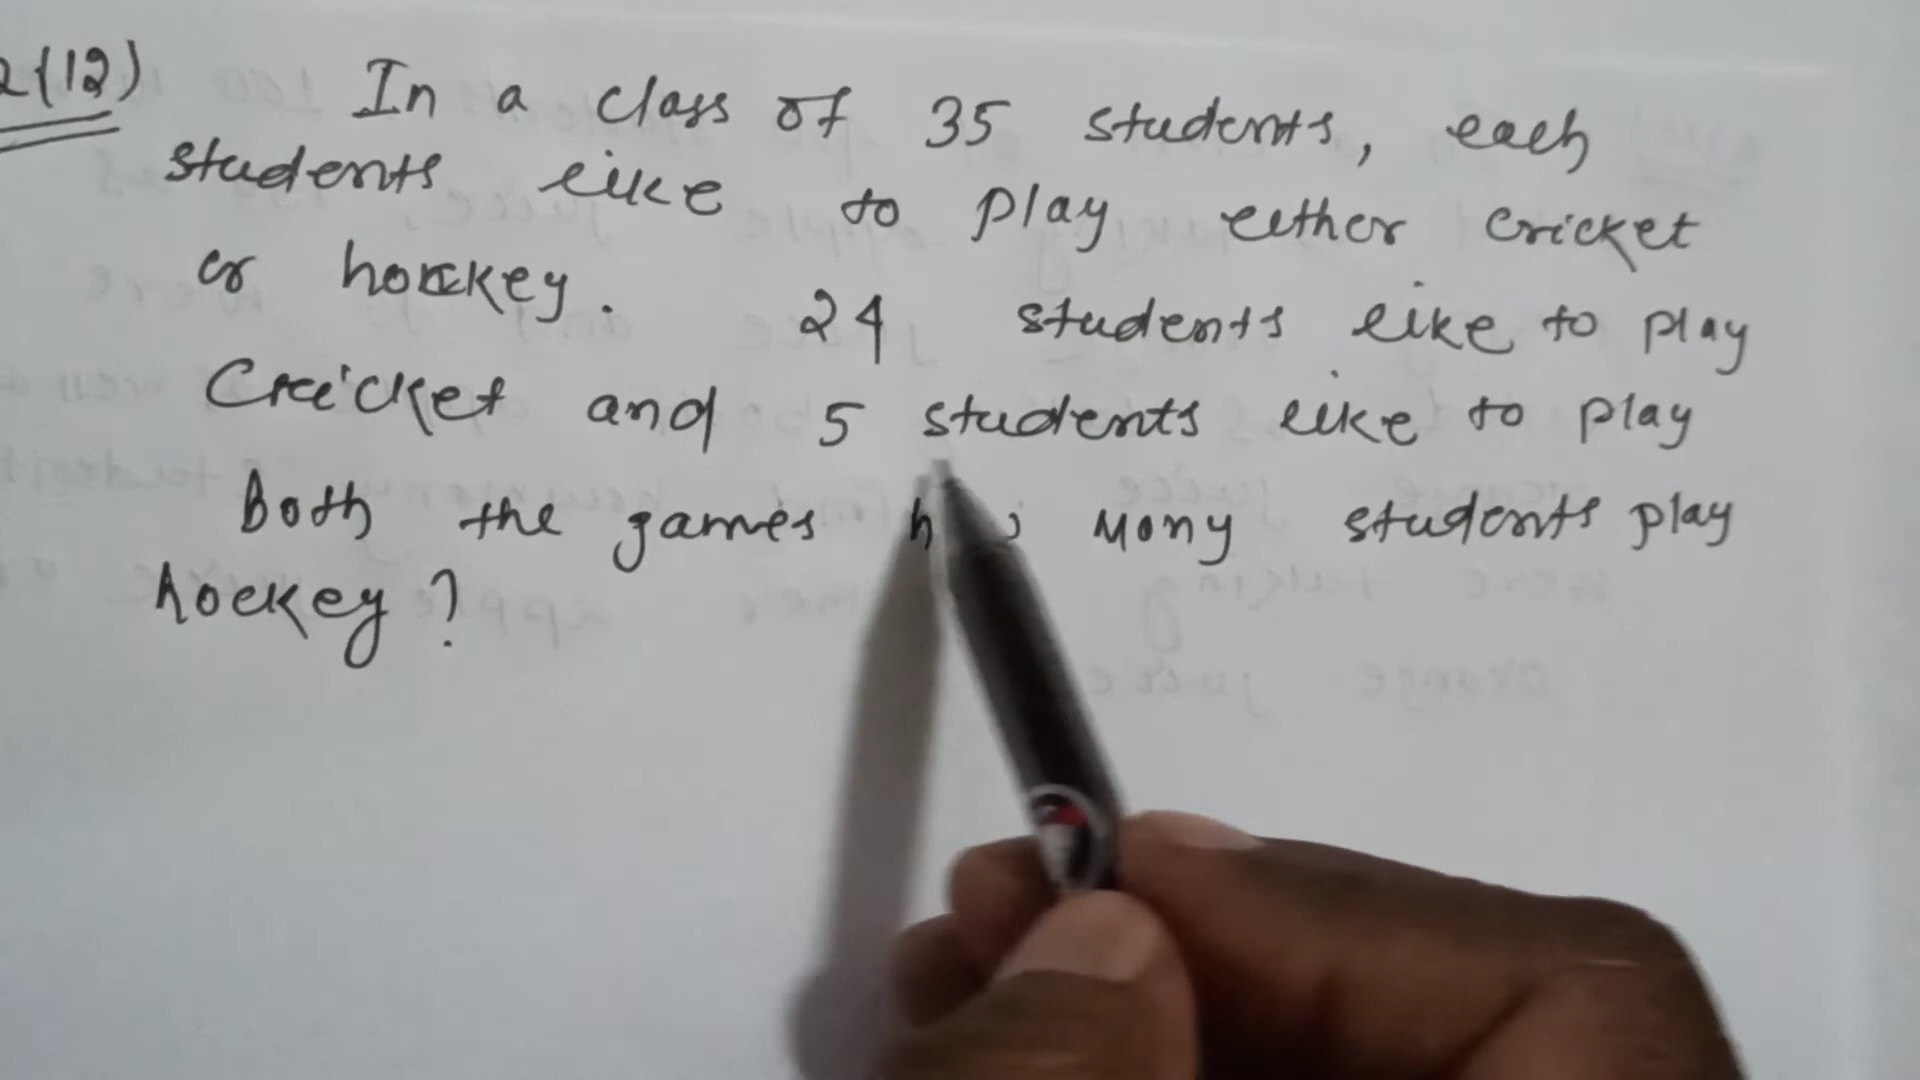 2(12) In a class of 35 students, each
students like to play either cricket
or hockey. 24 students like to play
Cricket and 5 students like to play
Both the games many students play
hockey?